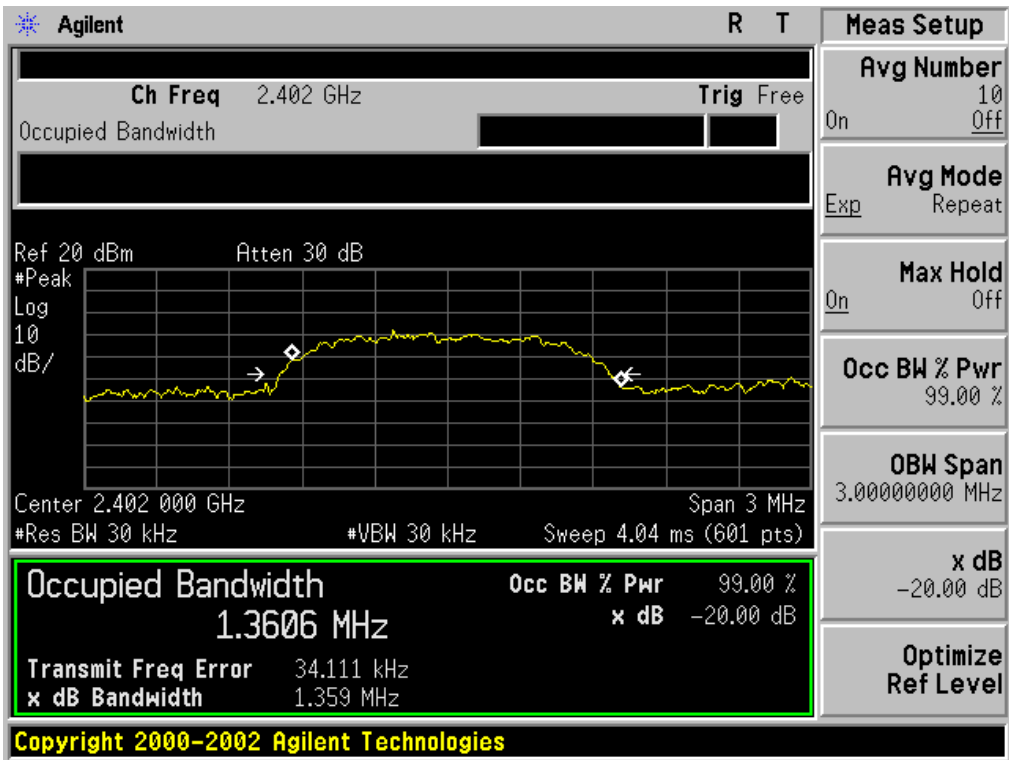 Agilent R T
Ch Freq 2.402 GHz Trig Free
Occupied Bandwidth
Ref 20 dBm Atten 30 dB
#Peak
Log
10
dB/
Center 2.402 000 GHz Span 3 MHz
#Res BW 30 kHz #VBW 30 kHz Sweep 4.04 ms (601 pts)
Occupied Bandwidth Occ BW % Pwr 99.00 %
1.3606 MHz x dB -20.00 dB
Transmit Freq Error 34.111 kHz
x dB Bandwidth 1.359 MHz
Copyright 2000-2002 Agilent Technologies
Meas Setup
Avg Number
10
On Off
Avg Mode
Exp Repeat
Max Hold
On Off
Occ BW % Pwr
99.00 %
OBW Span
3.00000000 MHz
x dB
-20.00 dB
Optimize
Ref Level